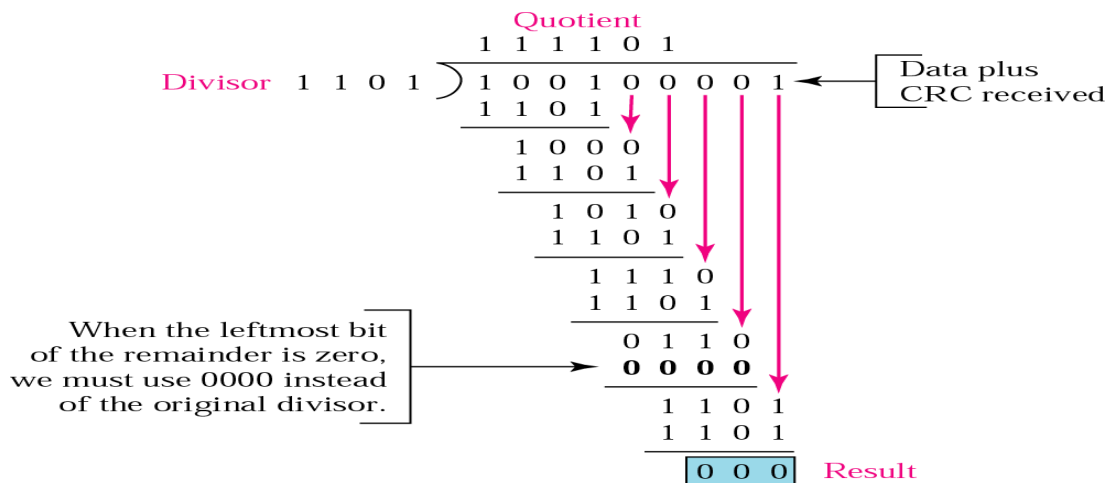 Quotient
1 1 1 1 0 1
Divisor 1 1 0 1 1 0 0 1 0 0 0 0 1
Data plus
CRC received
1 1 0 1
1 0 0 0
1 1 0 1
1 0 1 0
1 1 0 1
1 1 1 0
1 1 0 1
When the leftmost bit
of the remainder is zero,
we must use 0000 instead
of the original divisor.
0 1 1 0
0 0 0 0
1 1 0 1
1 1 0 1
0 0 0 Result